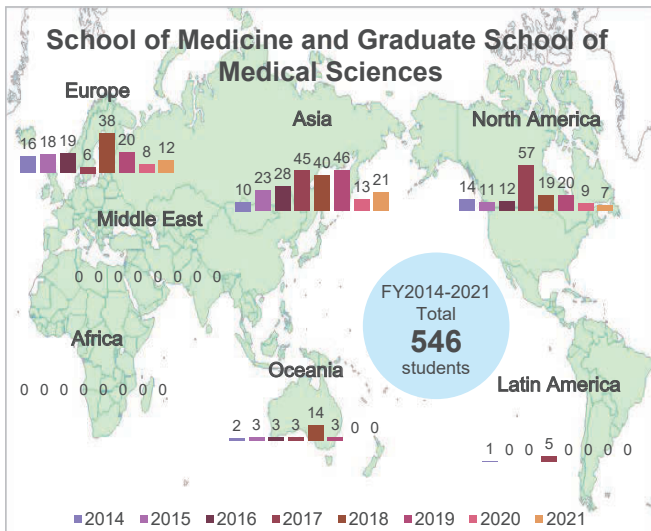 School of Medicine and Graduate School of
Medical Sciences
Europe
16 18 19 6 38 20 8 12
Asia
10 23 28 45 40 46 13 21
North America
14 11 12 57 19 20 9 7
Middle East
0 0 0 0 0 0 0 0
Africa
0 0 0 0 0 0 0 0
FY2014-2021
Total
546
students
Oceania
2 3 3 3 14 3 0 0
Latin America
1 0 0 5 0 0 0 0
2014 2015 2016 2017 2018 2019 2020 2021